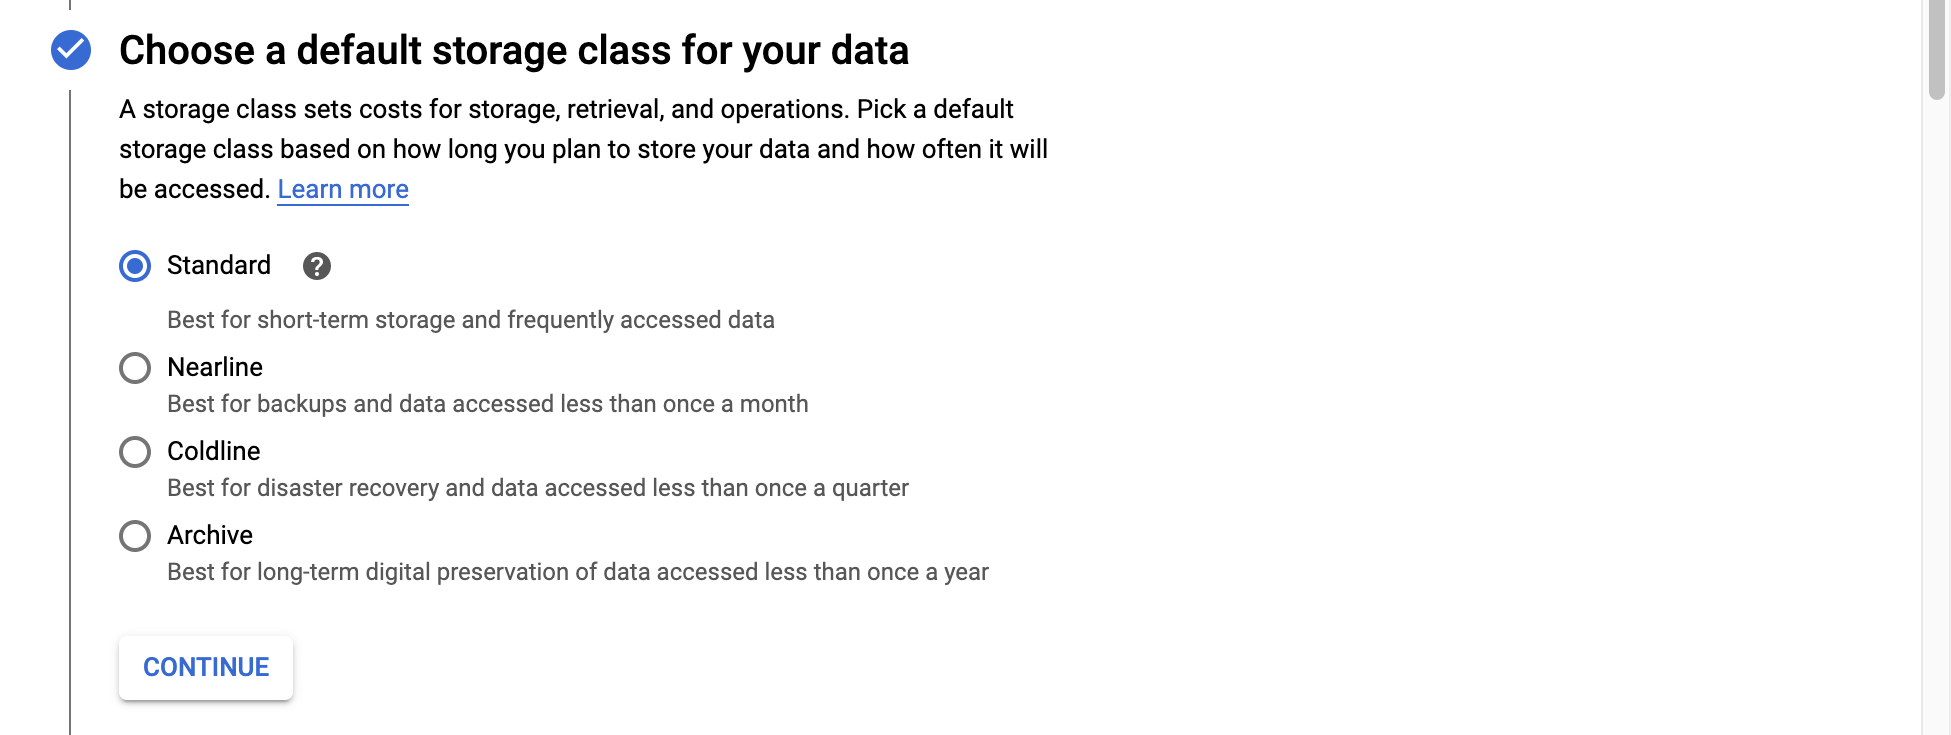 Choose a default storage class for your data
A storage class sets costs for storage, retrieval, and operations. Pick a default
storage class based on how long you plan to store your data and how often it will
be accessed. Learn more
Standard
Best for short-term storage and frequently accessed data
Nearline
Best for backups and data accessed less than once a month
Coldline
Best for disaster recovery and data accessed less than once a quarter
Archive
Best for long-term digital preservation of data accessed less than once a year
CONTINUE